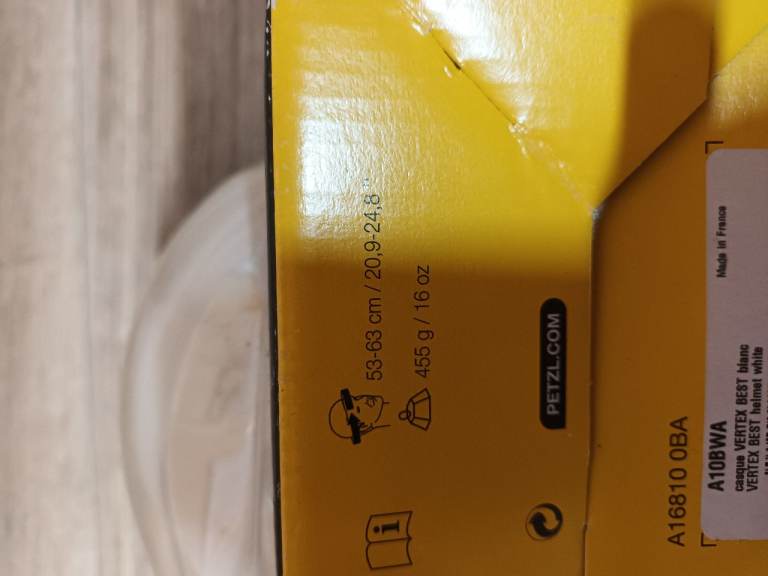 53-63 cm / 20,9-24,8 "
455 g / 16 oz
PETZL.COM
A16810 0BA
A10BWA
Made in France
casque VERTEX BEST blanc
VERTEX BEST helmet white